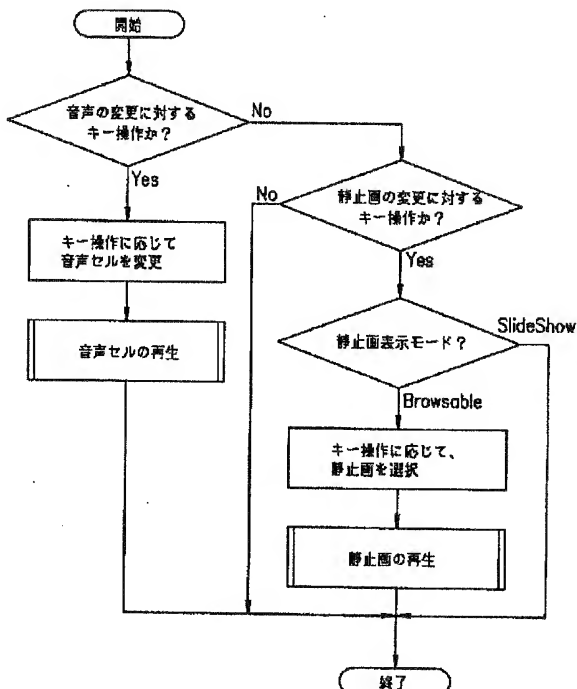 開始
音声の変更に対する
キー操作か？
No
Yes
キー操作に応じて
音声セルを変更
音声セルの再生
静止画の変更に対する
キー操作か？
No
Yes
静止画表示モード？
SlideShow
Browsable
キー操作に応じて、
静止画を選択
静止画の再生
終了